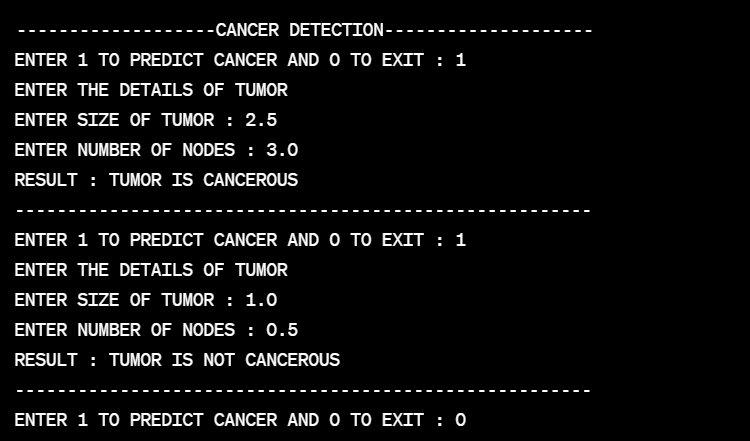 -------------------CANCER DETECTION--------------------
ENTER 1 TO PREDICT CANCER AND 0 TO EXIT : 1
ENTER THE DETAILS OF TUMOR
ENTER SIZE OF TUMOR : 2.5
ENTER NUMBER OF NODES : 3.0
RESULT : TUMOR IS CANCEROUS
-------------------------------------------------------
ENTER 1 TO PREDICT CANCER AND 0 TO EXIT : 1
ENTER THE DETAILS OF TUMOR
ENTER SIZE OF TUMOR : 1.0
ENTER NUMBER OF NODES : 0.5
RESULT : TUMOR IS NOT CANCEROUS
-------------------------------------------------------
ENTER 1 TO PREDICT CANCER AND 0 TO EXIT : 0